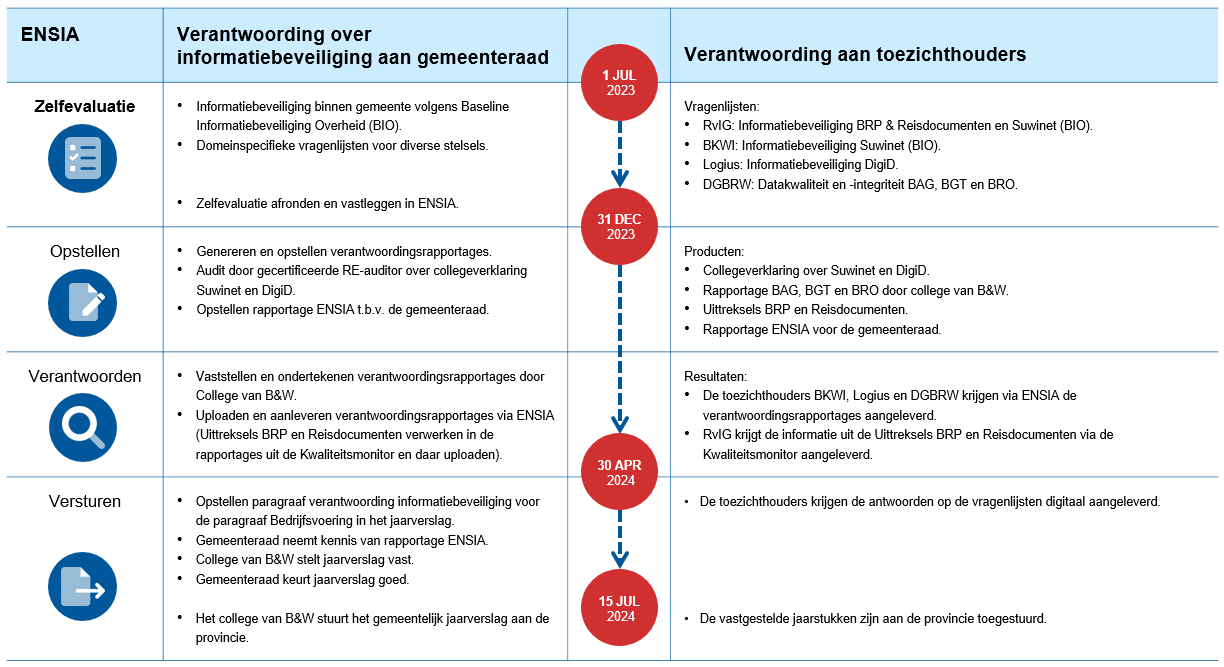 ENSIA
Verantwoording over
informatiebeveiliging aan gemeenteraad
Verantwoording aan toezichthouders
1 JUL
2023
Zelfevaluatie
• Informatiebeveiliging binnen gemeente volgens Baseline
Informatiebeveiliging Overheid (BIO).
• Domeinspecifieke vragenlijsten voor diverse stelsels.
• Zelfevaluatie afronden en vastleggen in ENSIA.
Vragenlijsten:
• RvIG: Informatiebeveiliging BRP & Reisdocumenten en Suwinet (BIO).
• BKWI: Informatiebeveiliging Suwinet (BIO).
• Logius: Informatiebeveiliging DigiD.
• DGBRW: Datakwaliteit en -integriteit BAG, BGT en BRO.
31 DEC
2023
Opstellen
• Genereren en opstellen verantwoordingsrapportages.
• Audit door gecertificeerde RE-auditor over collegeverklaring
Suwinet en DigiD.
• Opstellen rapportage ENSIA t.b.v. de gemeenteraad.
Producten:
• Collegeverklaring over Suwinet en DigiD.
• Rapportage BAG, BGT en BRO door college van B&W.
• Uittreksels BRP en Reisdocumenten.
• Rapportage ENSIA voor de gemeenteraad.
Verantwoorden
• Vaststellen en ondertekenen verantwoordingsrapportages door
College van B&W.
• Uploaden en aanleveren verantwoordingsrapportages via ENSIA
(Uittreksels BRP en Reisdocumenten verwerken in de
rapportages uit de Kwaliteitsmonitor en daar uploaden).
Resultaten:
• De toezichthouders BKWI, Logius en DGBRW krijgen via ENSIA de
verantwoordingsrapportages aangeleverd.
• RvIG krijgt de informatie uit de Uittreksels BRP en Reisdocumenten via de
Kwaliteitsmonitor aangeleverd.
30 APR
2024
Versturen
• Opstellen paragraaf verantwoording informatiebeveiliging voor
de paragraaf Bedrijfsvoering in het jaarverslag.
• Gemeenteraad neemt kennis van rapportage ENSIA.
• College van B&W stelt jaarverslag vast.
• Gemeenteraad keurt jaarverslag goed.
• Het college van B&W stuurt het gemeentelijk jaarverslag aan de
provincie.
• De toezichthouders krijgen de antwoorden op de vragenlijsten digitaal aangeleverd.
15 JUL
2024
• De vastgestelde jaarstukken zijn aan de provincie toegestuurd.